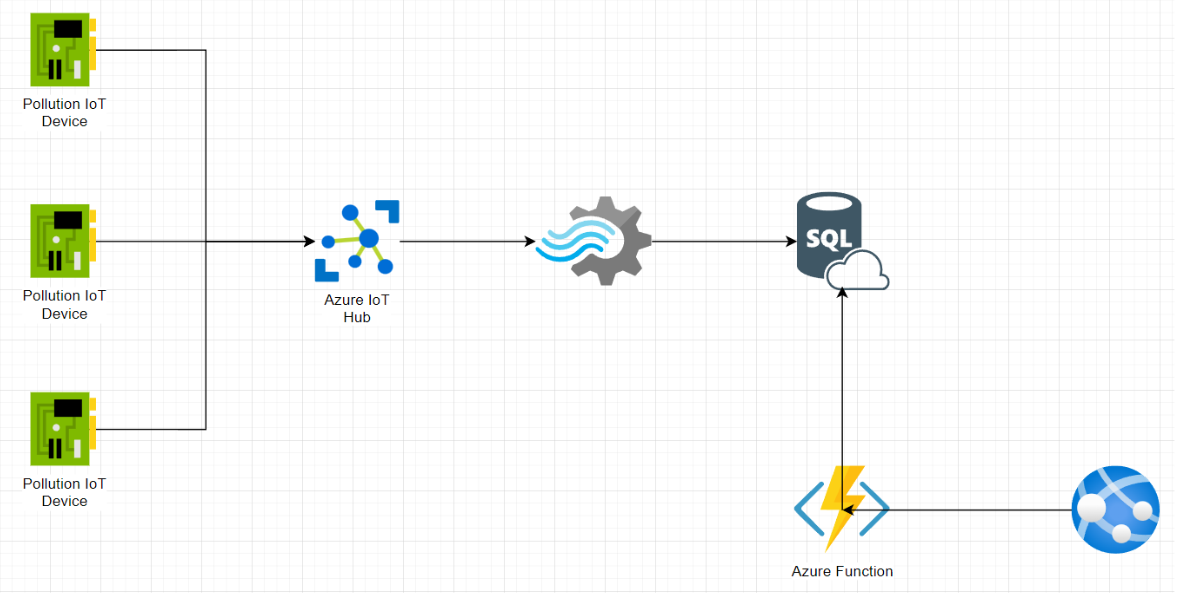 Pollution IoT
Device
Pollution IoT
Device
Azure IoT
Hub
SQL
Pollution IoT
Device
Azure Function